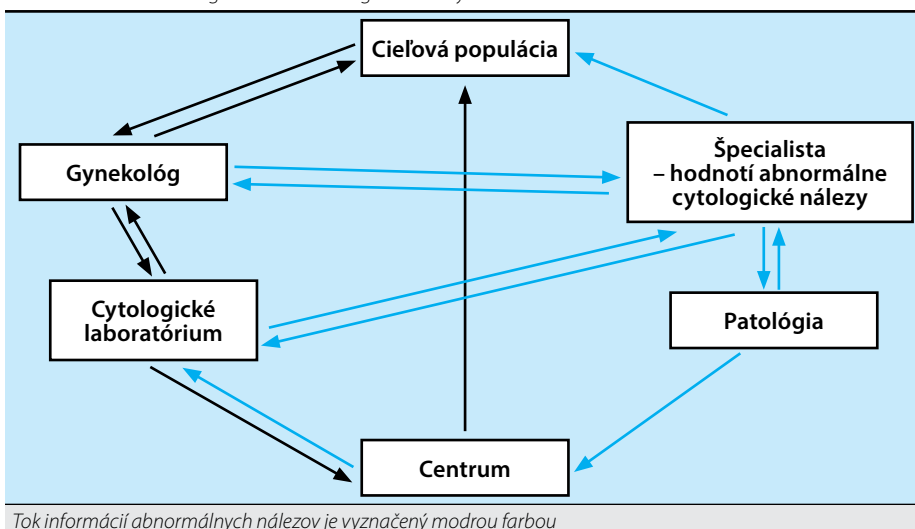 Cieľová populácia
Gynekológ
Špecialista
– hodnotí abnormálne
cytologické nálezy
Cytologické
laboratórium
Patológia
Centrum
Tok informácií abnormálnych nálezov je vyznačený modrou farbou